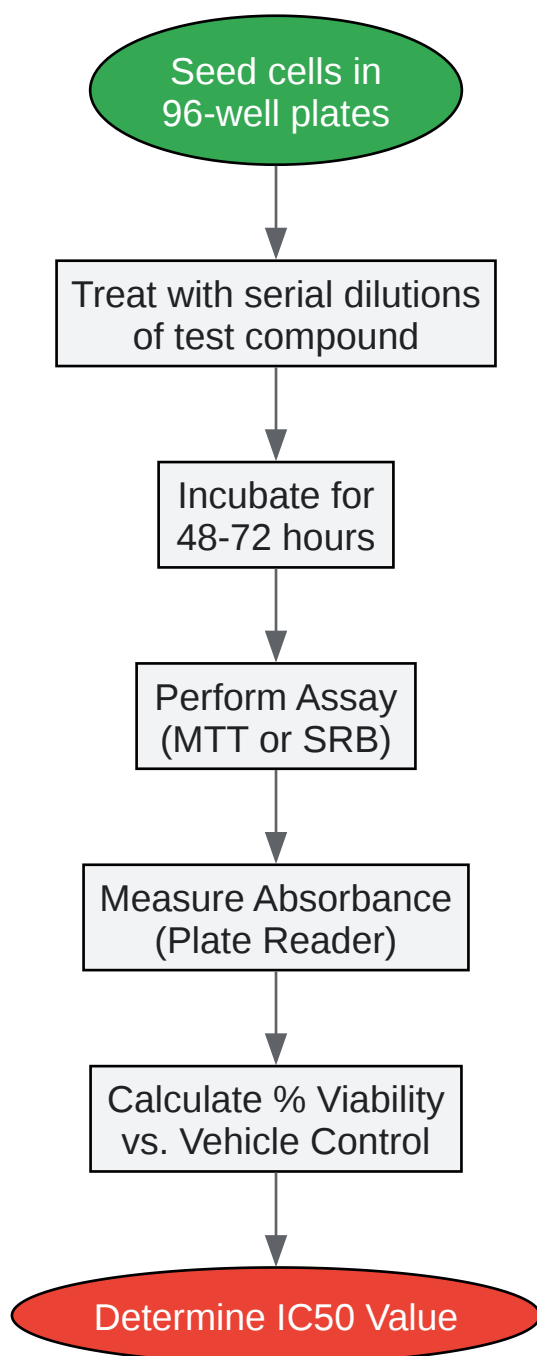 Seed cells in
96-well plates
Treat with serial dilutions
of test compound
Incubate for
48-72 hours
Perform Assay
(MTT or SRB)
Measure Absorbance
(Plate Reader)
Calculate % Viability
vs. Vehicle Control
Determine IC50 Value